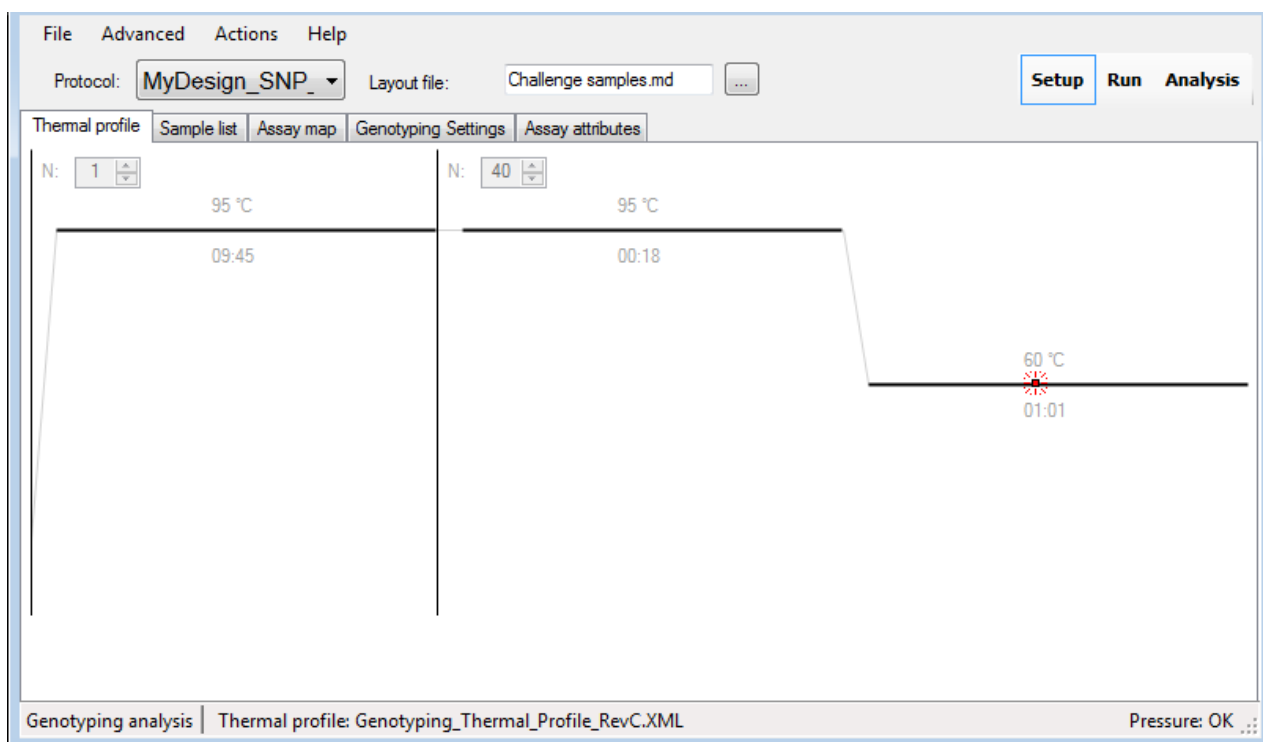 File Advanced Actions Help
Protocol: MyDesign_SNP_ Layout file: Challenge samples.md ... Setup Run Analysis
Thermal profile Sample list Assay map Genotyping Settings Assay attributes
N: 1 N: 40
95 °C 95 °C
09:45 00:18
60 °C
01:01
Genotyping analysis Thermal profile: Genotyping_Thermal_Profile_RevC.XML Pressure: OK